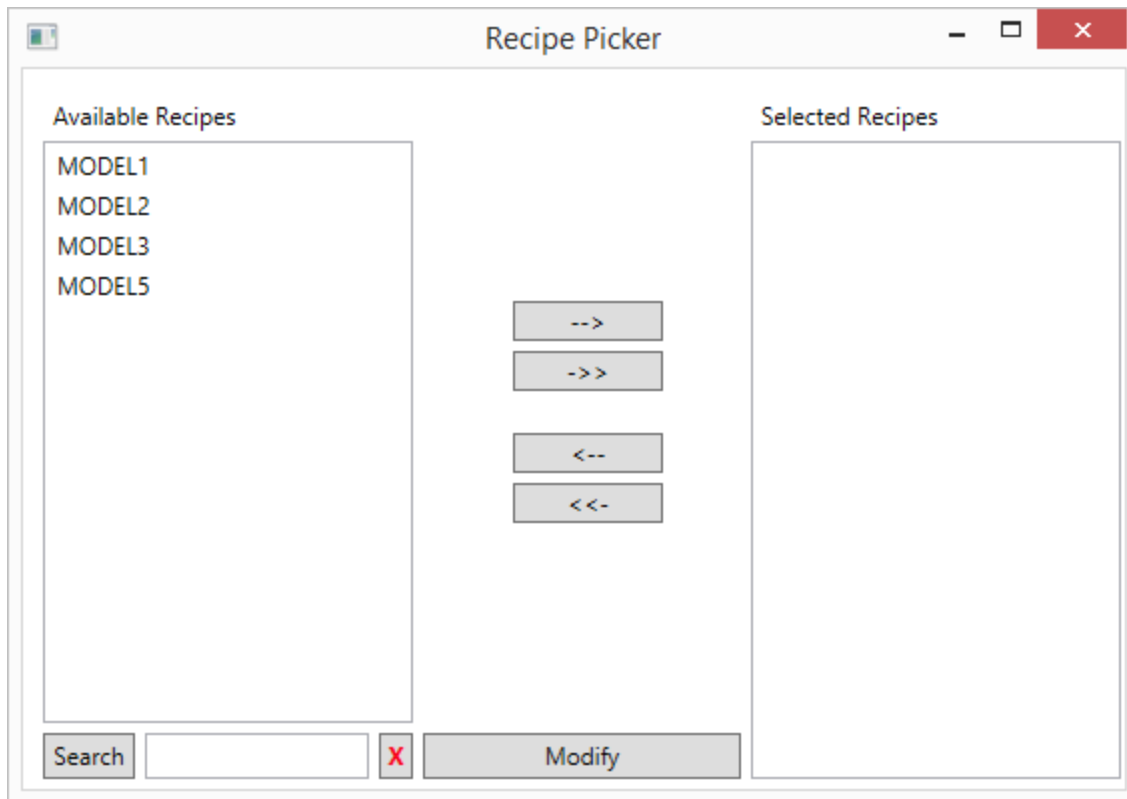 Recipe Picker
Available Recipes
Selected Recipes
MODEL1
MODEL2
MODEL3
MODEL5
-->
->>
<--
<<-
Search
X
Modify